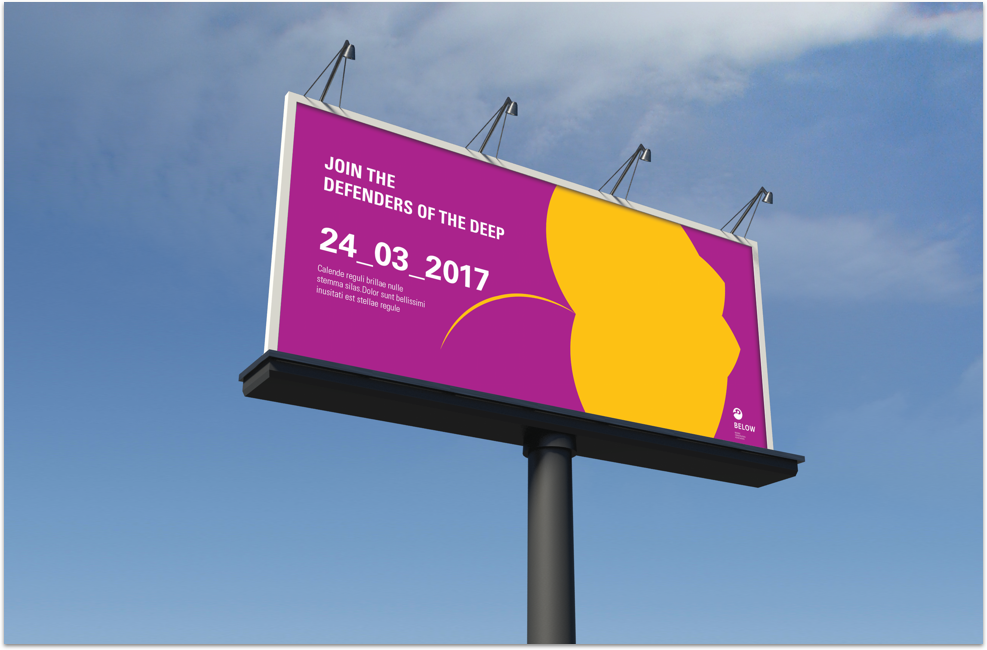 JOIN THE
DEFENDERS OF THE DEEP
24_03_2017
Calende reguli brillae nulle
stemma silas.Dolor sunt bellissimi
inusitati est stellae regule
BELOW